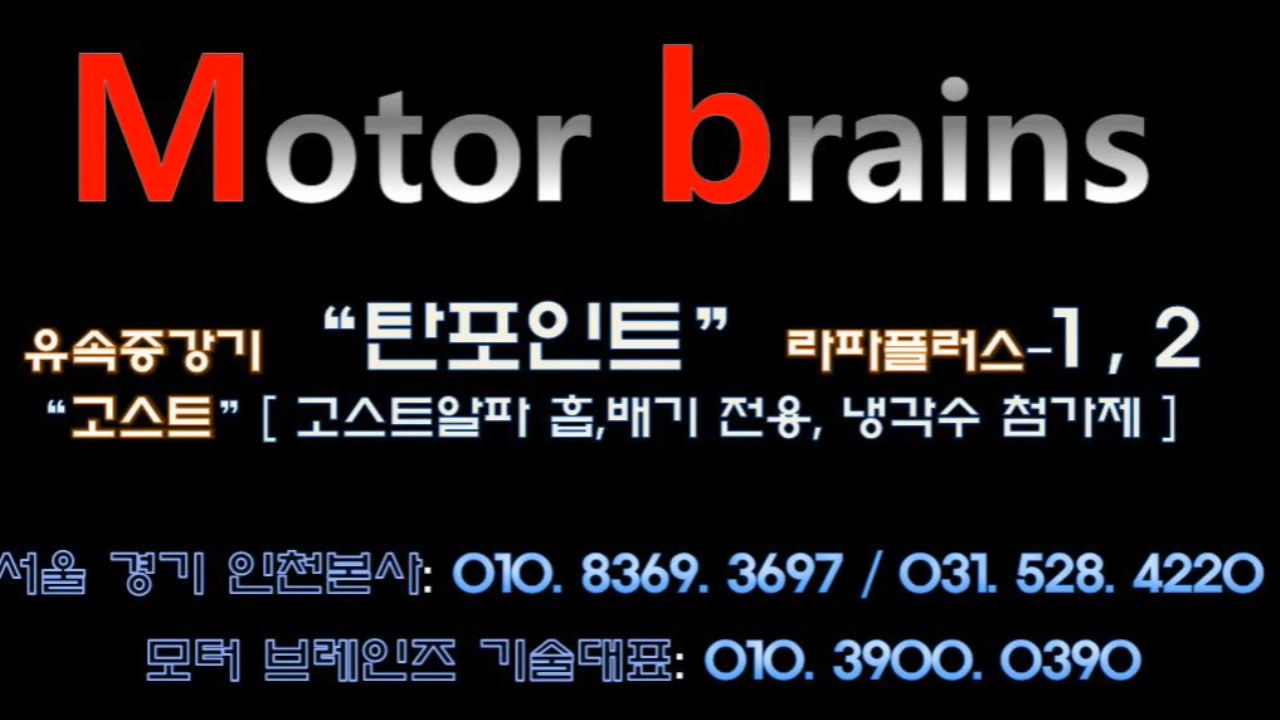 Motor brains
유속증강기 “탄포인트” 라파플러스-1 , 2
“고스트” [ 고스트알파 흡,배기 전용, 냉각수 첨가제 ]
서울 경기 인천본사: 010. 8369. 3697 / 031. 528. 4220
모터 브레인즈 기술대표: 010. 3900. 0390